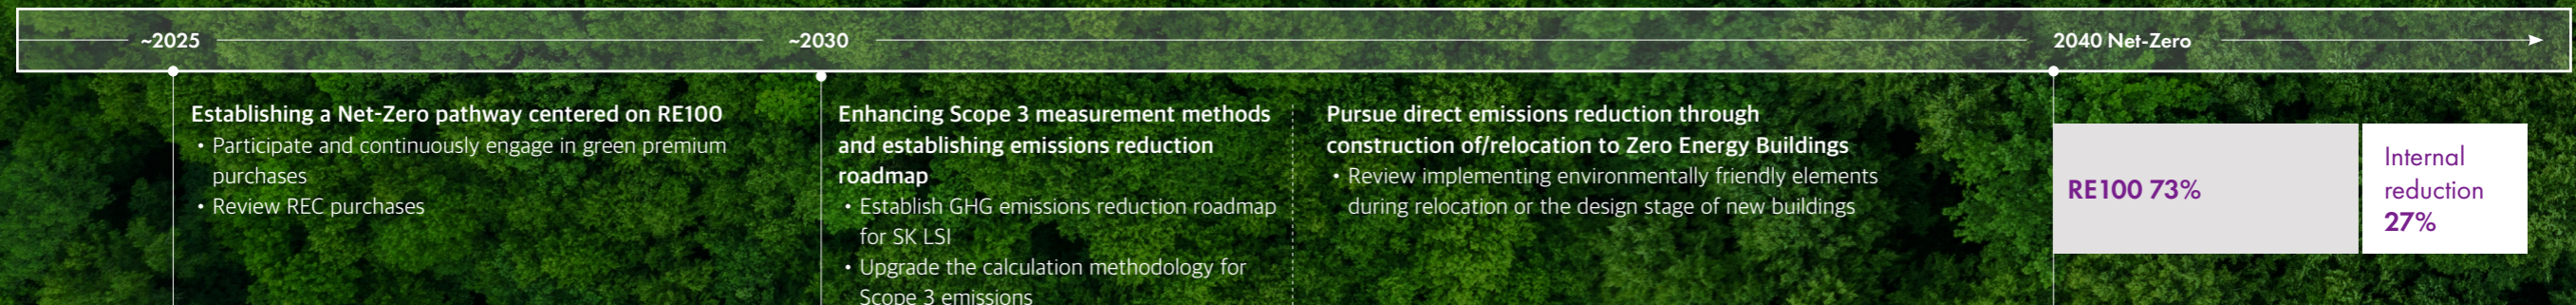 ~2025
~2030
2040 Net-Zero
Establishing a Net-Zero pathway centered on RE100
• Participate and continuously engage in green premium
purchases
• Review REC purchases
Enhancing Scope 3 measurement methods
and establishing emissions reduction
roadmap
• Establish GHG emissions reduction roadmap
for SK LSI
• Upgrade the calculation methodology for
Scope 3 emissions
Pursue direct emissions reduction through
construction of/relocation to Zero Energy Buildings
• Review implementing environmentally friendly elements
during relocation or the design stage of new buildings
RE100 73%
Internal
reduction
27%